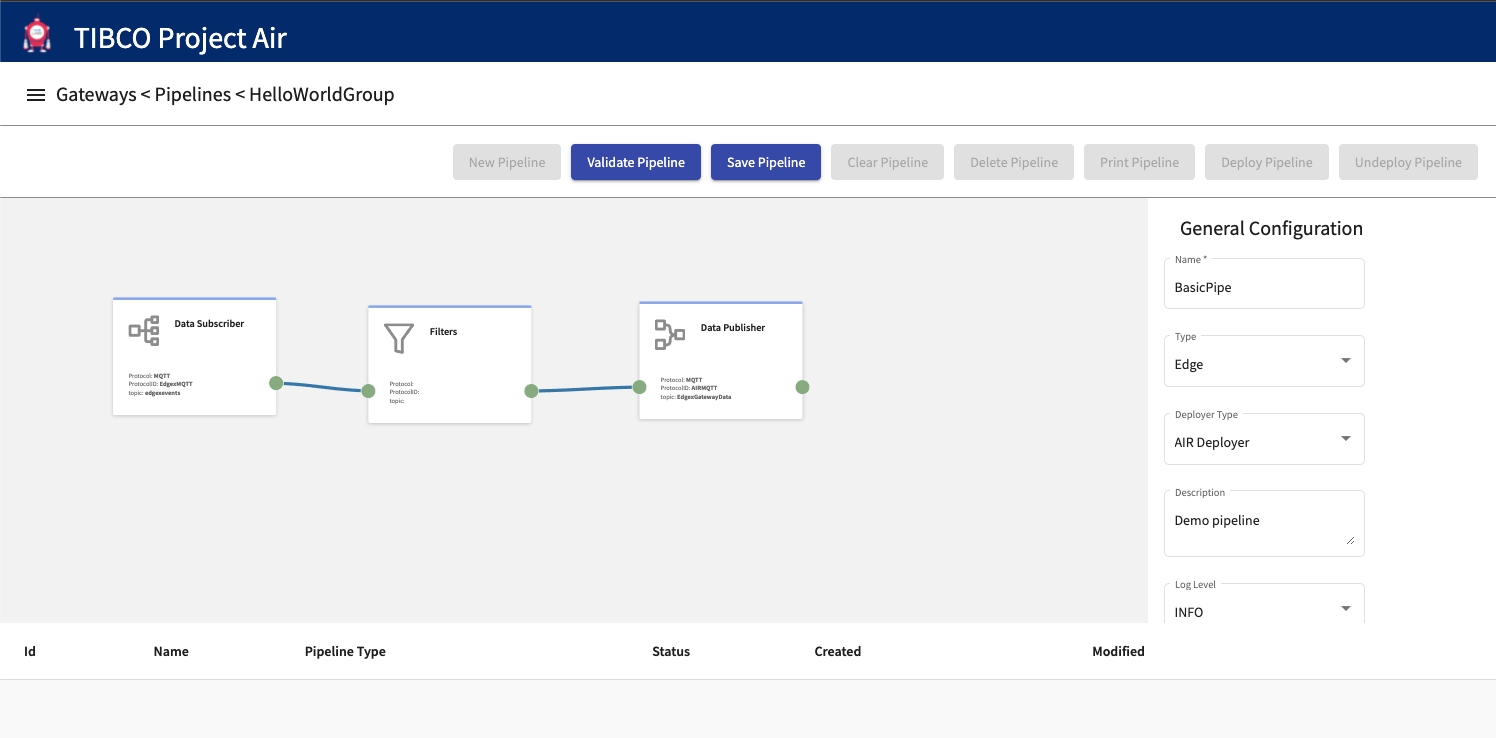 TIBCO Project Air
Gateways < Pipelines < HelloWorldGroup
New Pipeline
Validate Pipeline
Save Pipeline
Clear Pipeline
Delete Pipeline
Print Pipeline
Deploy Pipeline
Undeploy Pipeline
Data Subscriber
Protocol: MQTT
ProtocolID: EdgexMQTT
topic: edgexevents
Filters
Protocol:
ProtocolID:
topic:
Data Publisher
Protocol: MQTT
ProtocolID: AIRMQTT
topic: EdgexGatewayData
General Configuration
Name *
BasicPipe
Type
Edge
Deployer Type
AIR Deployer
Description
Demo pipeline
Log Level
INFO
Id Name Pipeline Type Status Created Modified